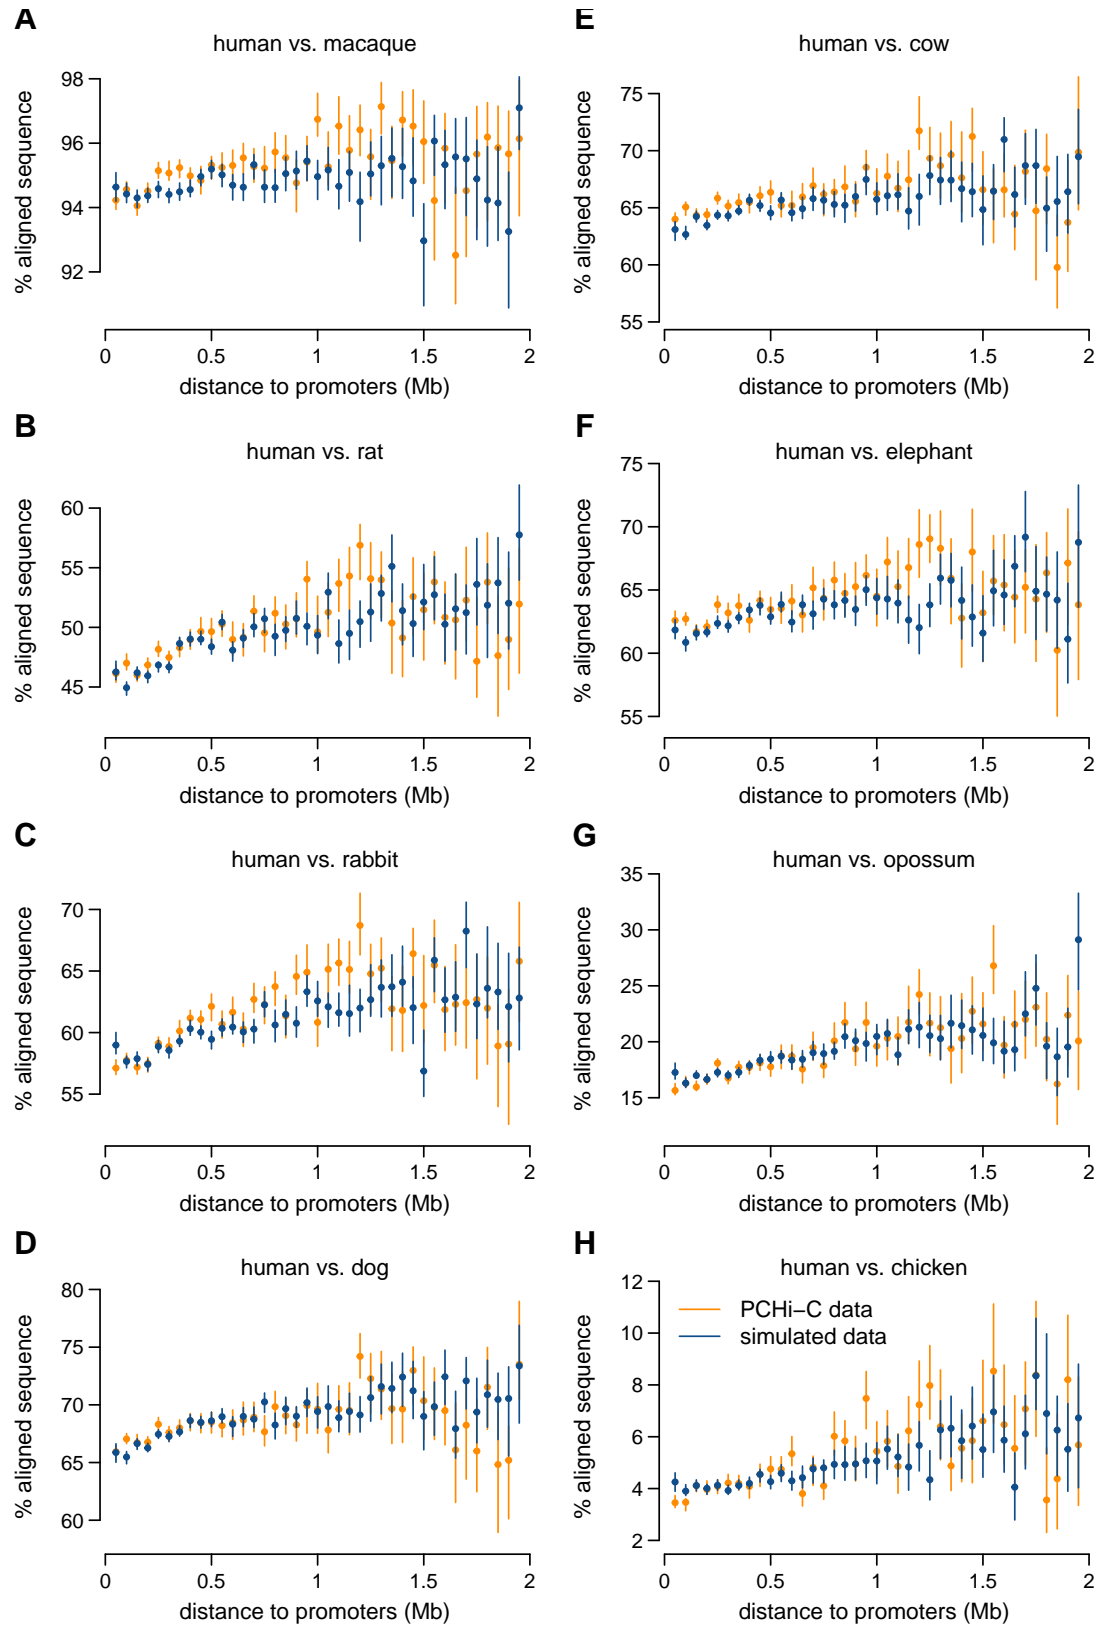 A
human vs. macaque
% aligned sequence
98
96
94
92
0 0.5 1 1.5 2
distance to promoters (Mb)
B
human vs. rat
% aligned sequence
60
55
50
45
0 0.5 1 1.5 2
distance to promoters (Mb)
C
human vs. rabbit
% aligned sequence
70
65
60
55
0 0.5 1 1.5 2
distance to promoters (Mb)
D
human vs. dog
% aligned sequence
80
75
70
65
60
0 0.5 1 1.5 2
distance to promoters (Mb)
E
human vs. cow
% aligned sequence
75
70
65
60
55
0 0.5 1 1.5 2
distance to promoters (Mb)
F
human vs. elephant
% aligned sequence
75
70
65
60
55
0 0.5 1 1.5 2
distance to promoters (Mb)
G
human vs. opossum
% aligned sequence
35
30
25
20
15
0 0.5 1 1.5 2
distance to promoters (Mb)
H
human vs. chicken
PCHi−C data
simulated data
% aligned sequence
12
10
8
6
4
2
0 0.5 1 1.5 2
distance to promoters (Mb)